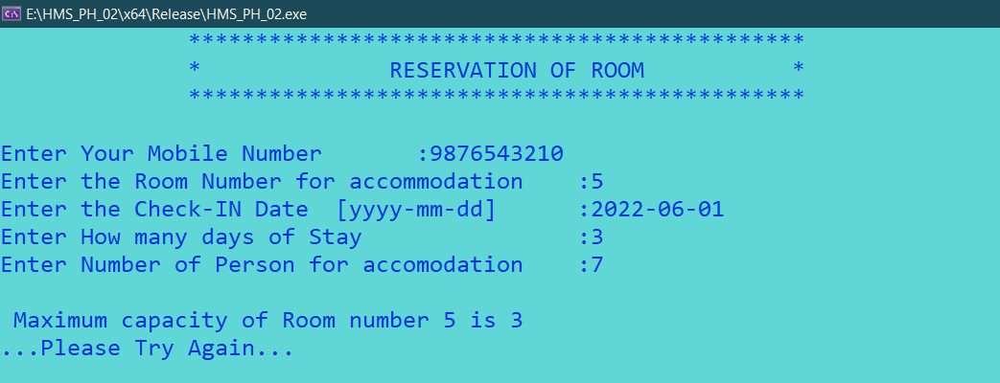 E:\HMS_PH_02\x64\Release\HMS_PH_02.exe
**********************************************
* RESERVATION OF ROOM *
**********************************************
Enter Your Mobile Number :9876543210
Enter the Room Number for accommodation :5
Enter the Check-IN Date [yyyy-mm-dd] :2022-06-01
Enter How many days of Stay :3
Enter Number of Person for accomodation :7
Maximum capacity of Room number 5 is 3
...Please Try Again...